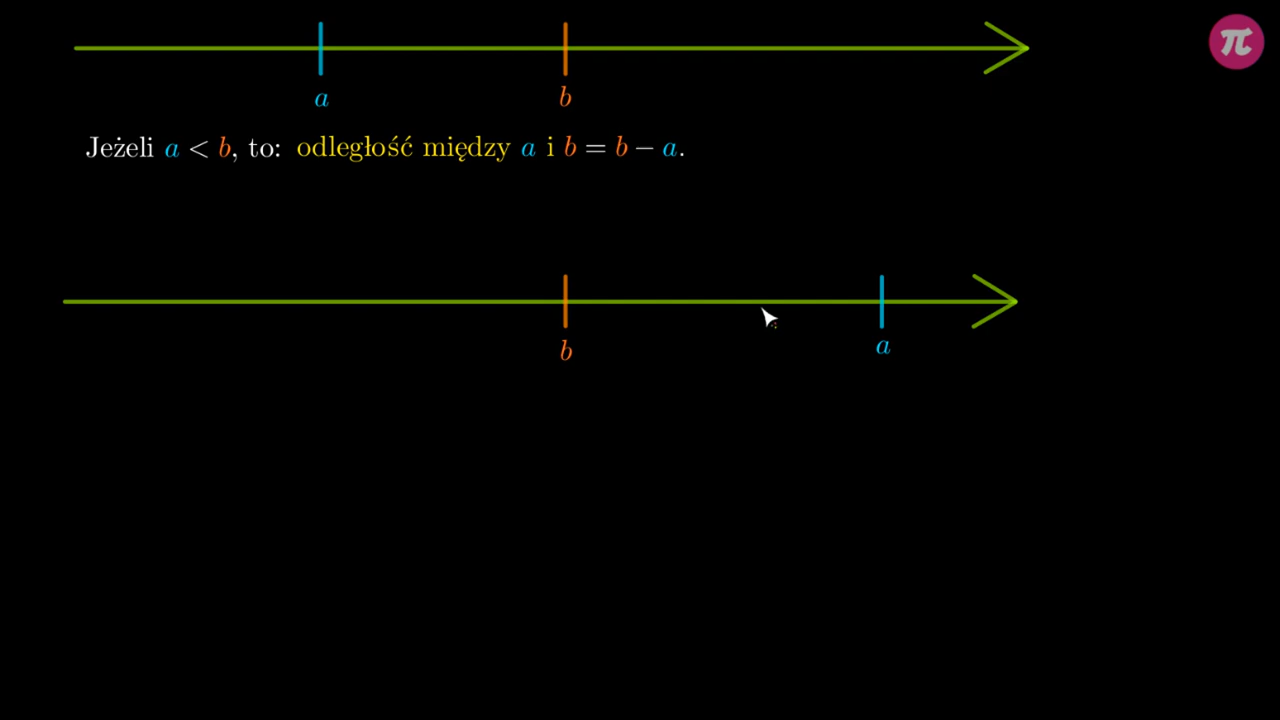 a b
Jeżeli a < b, to: odległość między a i b = b − a.
b a
π